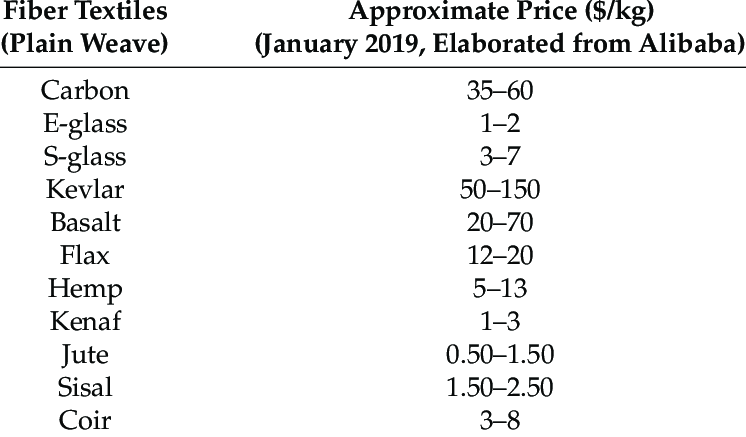 Fiber Textiles Approximate Price ($/kg)
(Plain Weave) (January 2019, Elaborated from Alibaba)
Carbon 35–60
E-glass 1–2
S-glass 3–7
Kevlar 50–150
Basalt 20–70
Flax 12–20
Hemp 5–13
Kenaf 1–3
Jute 0.50–1.50
Sisal 1.50–2.50
Coir 3–8